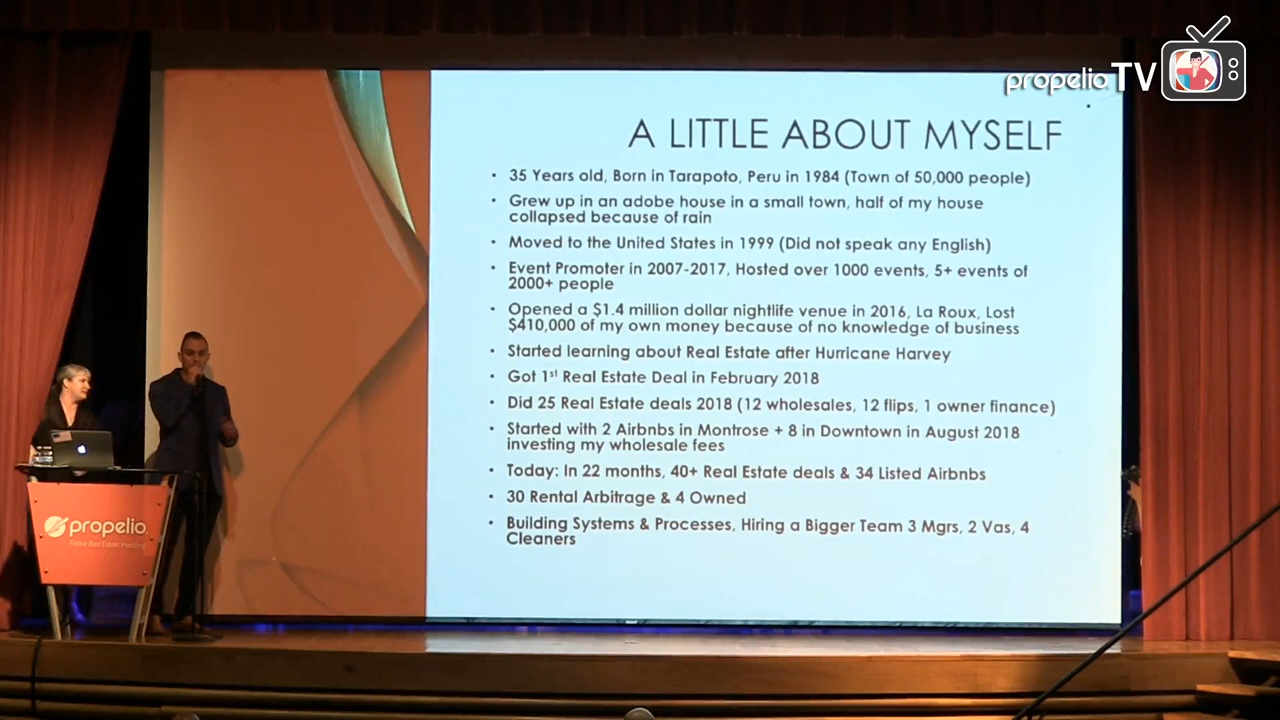 propelio TV
A LITTLE ABOUT MYSELF
• 35 Years old, Born in Tarapoto, Peru in 1984 (Town of 50,000 people)
• Grew up in an adobe house in a small town, half of my house
collapsed because of rain
• Moved to the United States in 1999 (Did not speak any English)
• Event Promoter in 2007-2017, Hosted over 1000 events, 5+ events of
2000+ people
• Opened a $1.4 million dollar nightlife venue in 2016, La Roux, Lost
$410,000 of my own money because of no knowledge of business
• Started learning about Real Estate after Hurricane Harvey
• Got 1st Real Estate Deal in February 2018
• Did 25 Real Estate deals 2018 (12 wholesales, 12 flips, 1 owner finance)
• Started with 2 Airbnbs in Montrose + 8 in Downtown in August 2018
investing my wholesale fees
• Today: In 22 months, 40+ Real Estate deals & 34 Listed Airbnbs
• 30 Rental Arbitrage & 4 Owned
• Building Systems & Processes, Hiring a Bigger Team 3 Mgrs, 2 Vas, 4
Cleaners
propelio
Real Estate Investing